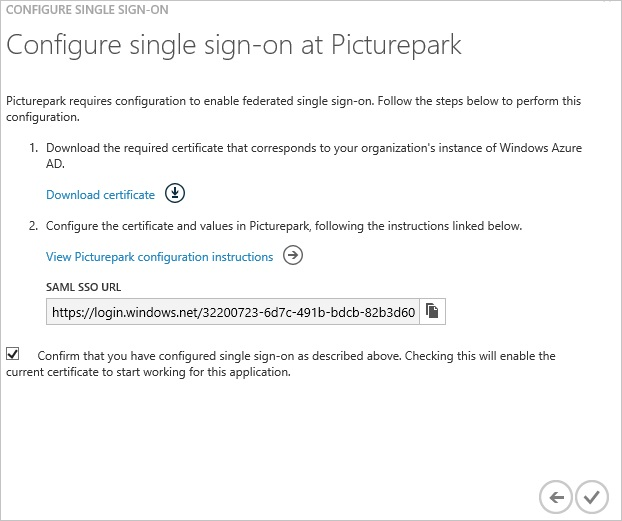 CONFIGURE SINGLE SIGN-ON
Configure single sign-on at Picturepark
Picturepark requires configuration to enable federated single sign-on. Follow the steps below to perform this
configuration.
1. Download the required certificate that corresponds to your organization's instance of Windows Azure
AD.
Download certificate
2. Configure the certificate and values in Picturepark, following the instructions linked below.
View Picturepark configuration instructions
SAML SSO URL
https://login.windows.net/32200723-6d7c-491b-bdcb-82b3d60
Confirm that you have configured single sign-on as described above. Checking this will enable the
current certificate to start working for this application.